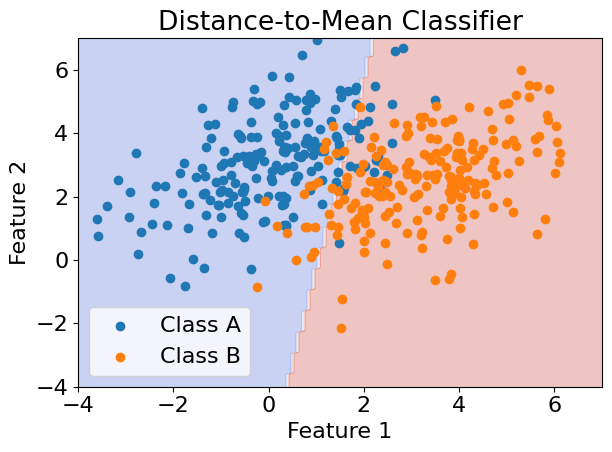 Distance-to-Mean Classifier
Feature 2
6
4
2
0
−2
−4
Class A
Class B
−4
−2
0
2
4
6
Feature 1